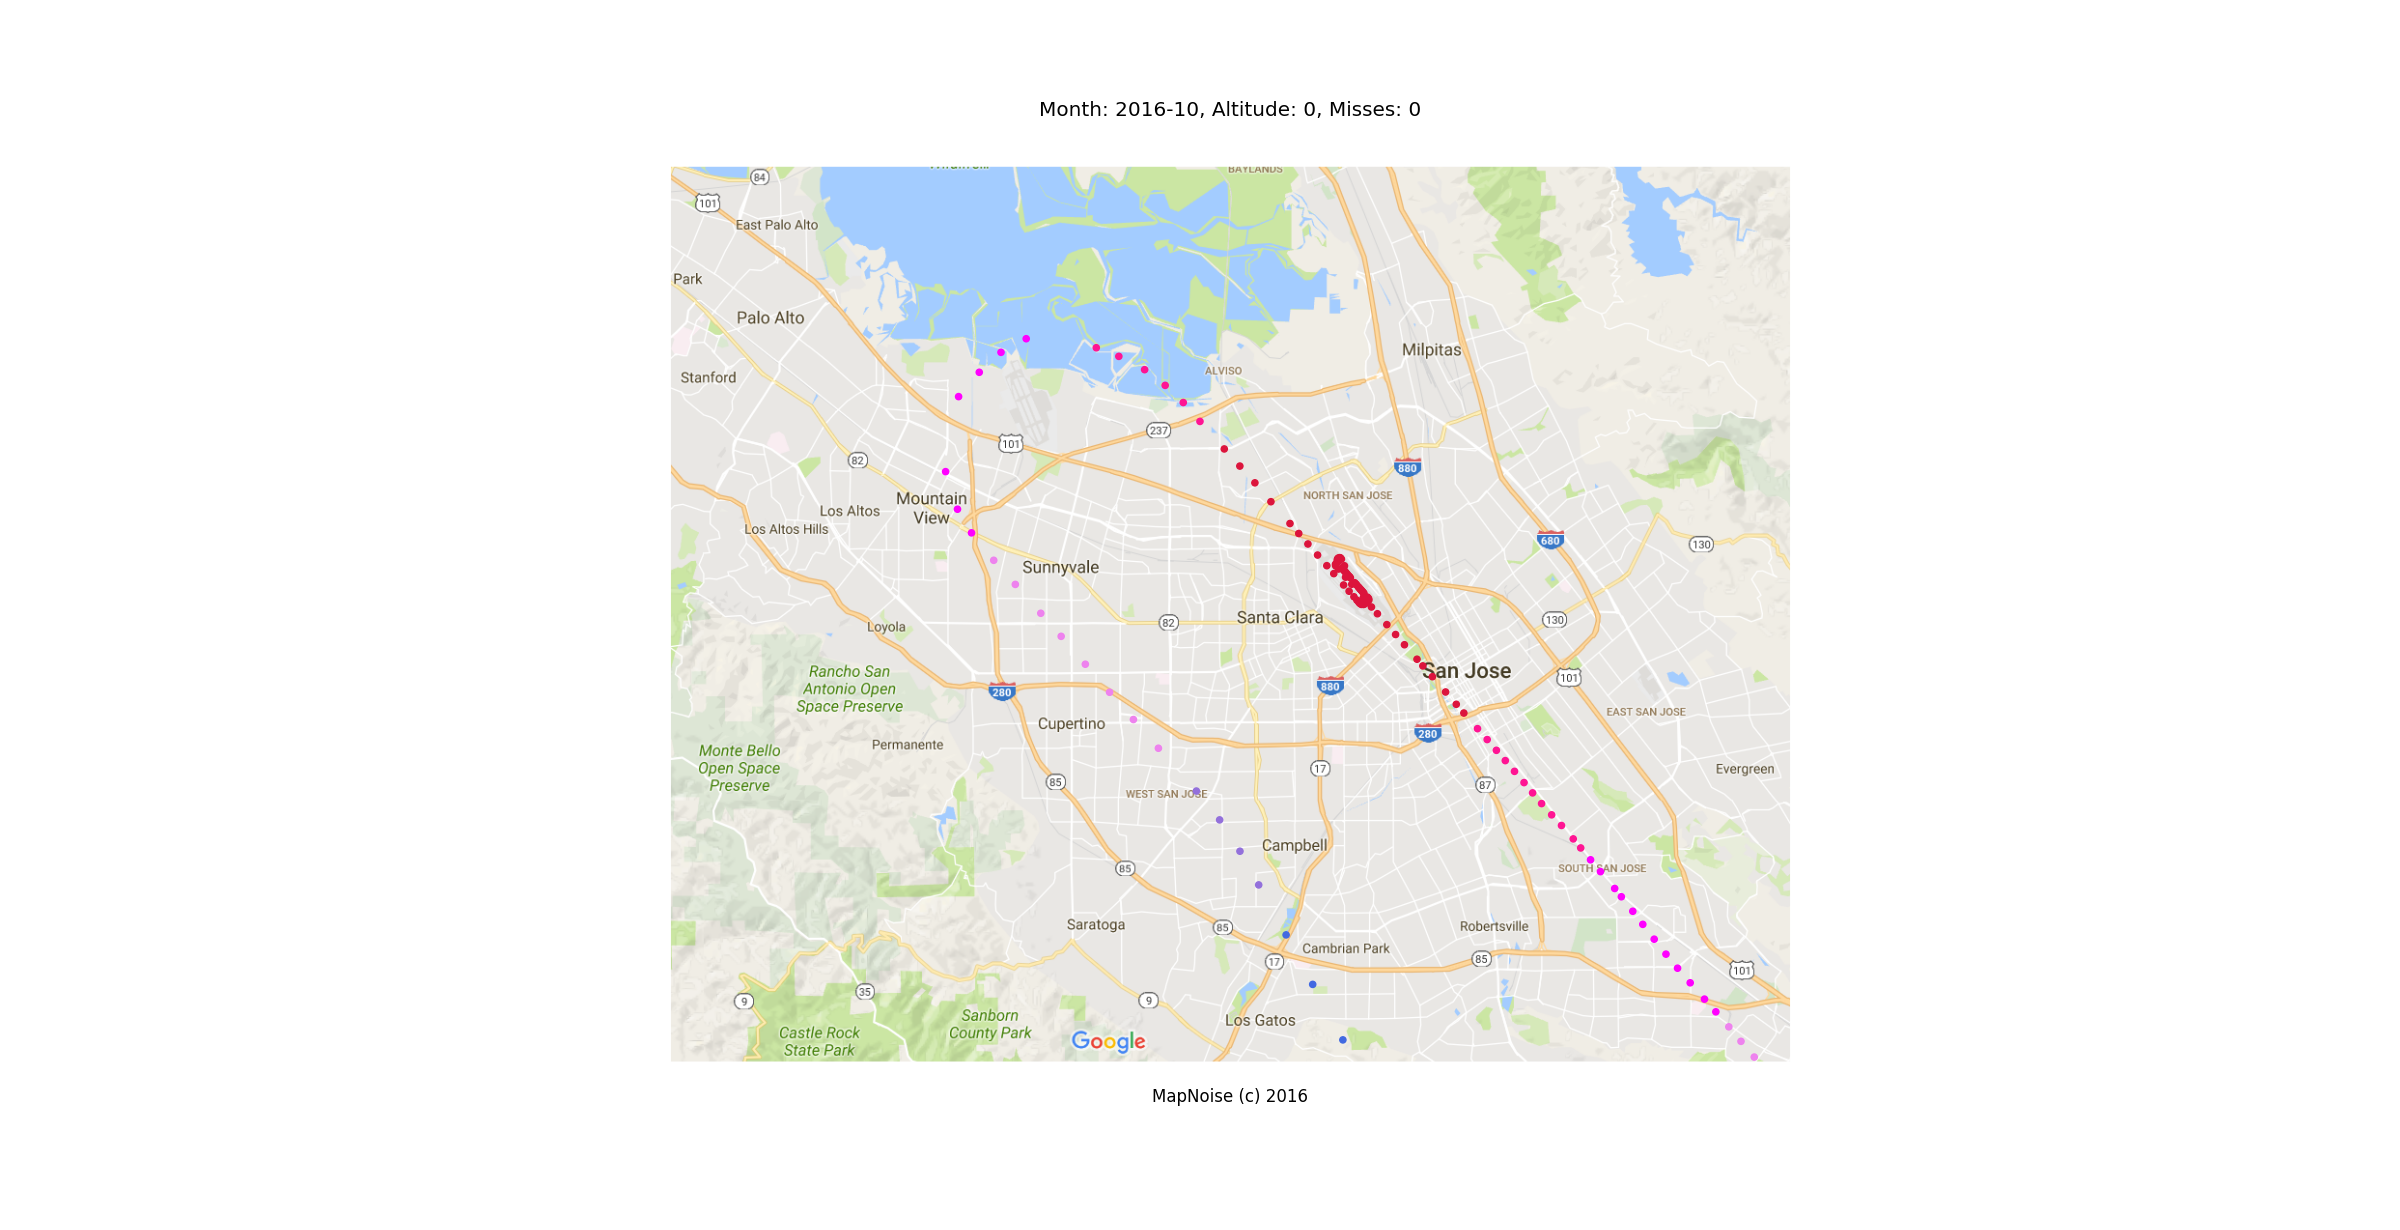 Month: 2016-10, Altitude: 0, Misses: 0
BAYLANDS
84
101
East Palo Alto
Park
Palo Alto
Milpitas
ALVISO
Stanford
237
101
82
880
NORTH SAN JOSE
Mountain
View
Los Altos
Los Altos Hills
680
130
Sunnyvale
Santa Clara
82
130
Loyola
San Jose
Rancho San
Antonio Open
Space Preserve
280
880
101
EAST SAN JOSE
Cupertino
280
Permanente
Monte Bello
Open Space
Preserve
17
Evergreen
85
87
WEST SAN JOSE
Campbell
85
SOUTH SAN JOSE
Saratoga
85
Robertsville
Cambrian Park
17
85
101
9
35
9
Sanborn
County Park
Los Gatos
Castle Rock
State Park
Google
MapNoise (c) 2016